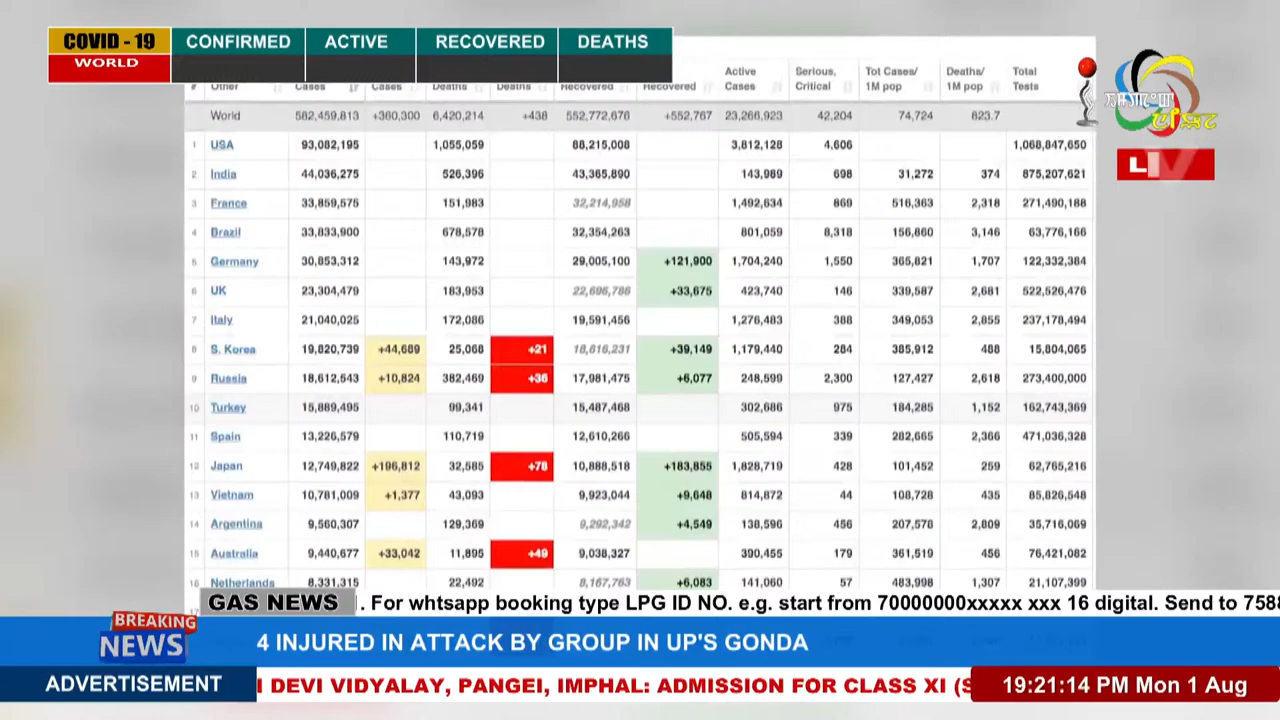 COVID - 19 CONFIRMED ACTIVE RECOVERED DEATHS
WORLD
# Other Cases Cases Deaths Deaths Recovered Recovered Active Cases Serious, Critical Tot Cases/ 1M pop Deaths/ 1M pop Total Tests
World 582,459,813 +360,300 6,420,214 +438 552,772,676 +552,767 23,266,923 42,204 74,724 823.7
1 USA 93,082,195 1,055,059 88,215,008 3,812,128 4,606 1,068,847,650
2 India 44,036,275 526,396 43,365,890 143,989 698 31,272 374 875,207,621
3 France 33,859,575 151,983 32,214,958 1,492,634 869 516,363 2,318 271,490,188
4 Brazil 33,833,900 678,578 32,354,263 801,059 8,318 156,860 3,146 63,776,166
5 Germany 30,853,312 143,972 29,005,100 +121,900 1,704,240 1,550 365,821 1,707 122,332,384
6 UK 23,304,479 183,953 22,696,786 +33,675 423,740 146 339,587 2,681 522,526,476
7 Italy 21,040,025 172,086 19,591,456 1,276,483 388 349,053 2,855 237,178,494
8 S. Korea 19,820,739 +44,689 25,068 +21 18,616,231 +39,149 1,179,440 284 385,912 488 15,804,065
9 Russia 18,612,543 +10,824 382,469 +36 17,981,475 +6,077 248,599 2,300 127,427 2,618 273,400,000
10 Turkey 15,889,495 99,341 15,487,468 302,686 975 184,285 1,152 162,743,369
11 Spain 13,226,579 110,719 12,610,266 505,594 339 282,665 2,366 471,036,328
12 Japan 12,749,822 +196,812 32,585 +78 10,888,518 +183,855 1,828,719 428 101,452 259 62,765,216
13 Vietnam 10,781,009 +1,377 43,093 9,923,044 +9,648 814,872 44 108,728 435 85,826,548
14 Argentina 9,560,307 129,369 9,292,342 +4,549 138,596 456 207,578 2,809 35,716,069
15 Australia 9,440,677 +33,042 11,895 +49 9,038,327 390,455 179 361,519 456 76,421,082
16 Netherlands 8,331,315 22,492 8,167,763 +6,083 141,060 57 483,998 1,307 21,107,399
GAS NEWS . For whtsapp booking type LPG ID NO. e.g. start from 70000000xxxxx xxx 16 digital. Send to 7588
BREAKING
NEWS 4 INJURED IN ATTACK BY GROUP IN UP'S GONDA
ADVERTISEMENT I DEVI VIDYALAY, PANGEI, IMPHAL: ADMISSION FOR CLASS XI (S 19:21:14 PM Mon 1 Aug